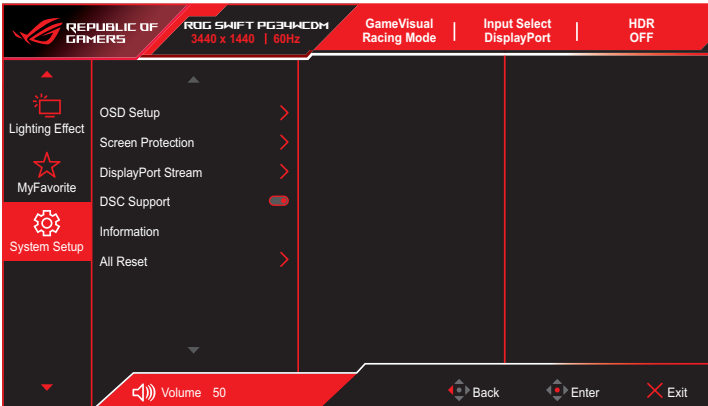 REPUBLIC OF
GAMERS
ROG SWIFT PG34WCDM
3440 x 1440 | 60Hz
GameVisual
Racing Mode
Input Select
DisplayPort
HDR
OFF
Lighting Effect
MyFavorite
System Setup
OSD Setup
Screen Protection
DisplayPort Stream
DSC Support
Information
All Reset
Volume 50
Back
Enter
Exit